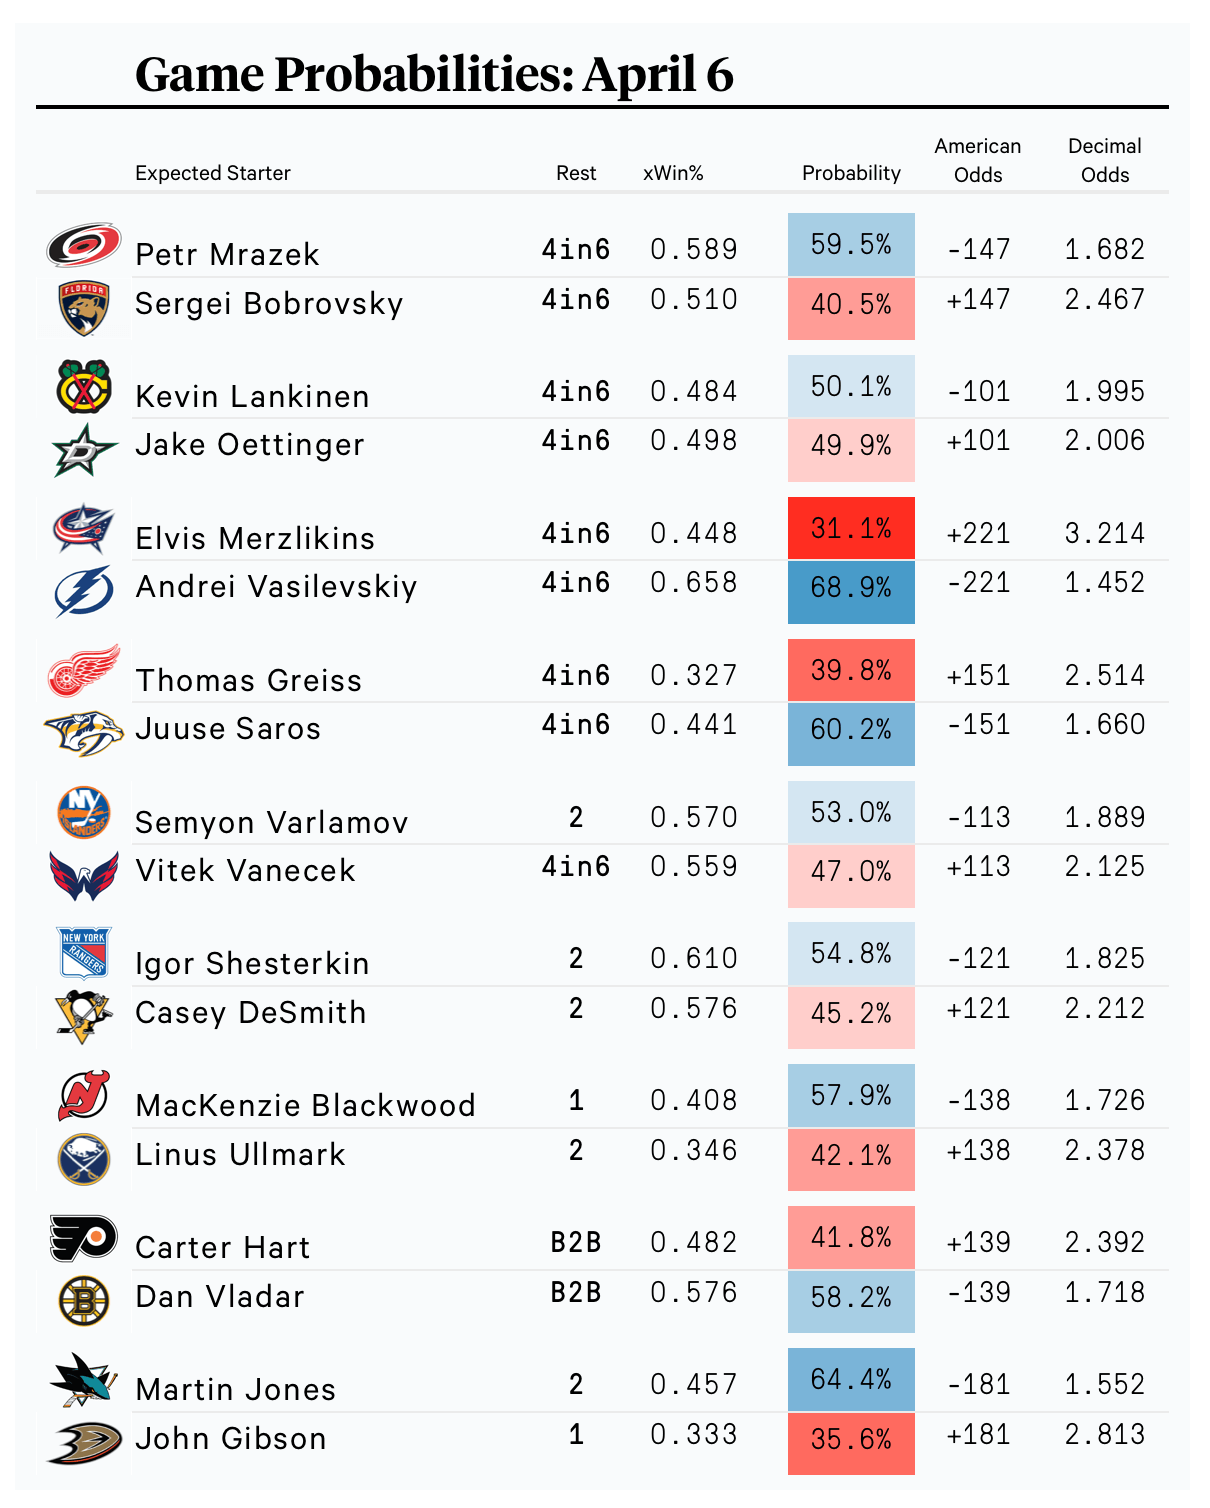 Game Probabilities: April 6
Expected Starter Rest xWin% Probability American Odds Decimal Odds
Petr Mrazek 4in6 0.589 59.5% -147 1.682
FLORIDA
Sergei Bobrovsky 4in6 0.510 40.5% +147 2.467
Kevin Lankinen 4in6 0.484 50.1% -101 1.995
D
Jake Oettinger 4in6 0.498 49.9% +101 2.006
Elvis Merzlikins 4in6 0.448 31.1% +221 3.214
Andrei Vasilevskiy 4in6 0.658 68.9% -221 1.452
Thomas Greiss 4in6 0.327 39.8% +151 2.514
Juuse Saros 4in6 0.441 60.2% -151 1.660
NY ISLANDERS
Semyon Varlamov 2 0.570 53.0% -113 1.889
Vitek Vanecek 4in6 0.559 47.0% +113 2.125
NEW YORK RANGERS
Igor Shesterkin 2 0.610 54.8% -121 1.825
Casey DeSmith 2 0.576 45.2% +121 2.212
MacKenzie Blackwood 1 0.408 57.9% -138 1.726
Linus Ullmark 2 0.346 42.1% +138 2.378
Carter Hart B2B 0.482 41.8% +139 2.392
B
Dan Vladar B2B 0.576 58.2% -139 1.718
Martin Jones 2 0.457 64.4% -181 1.552
John Gibson 1 0.333 35.6% +181 2.813